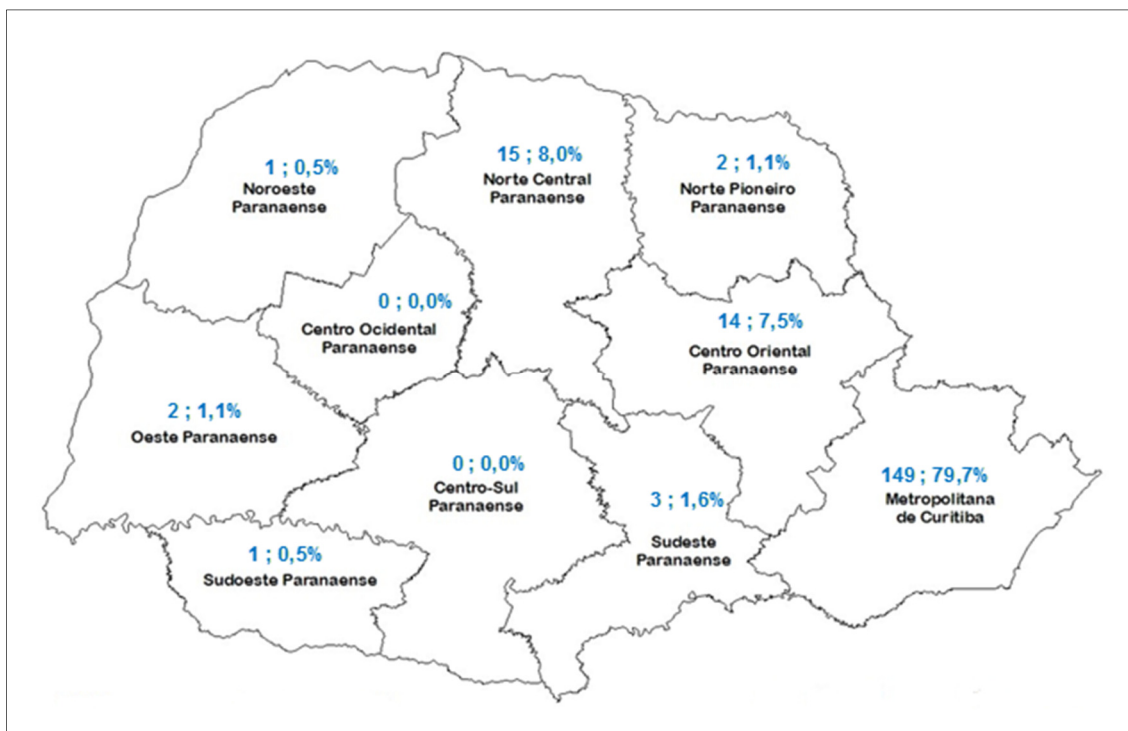 1 ; 0,5%
Noroeste
Paranaense
15 ; 8,0%
Norte Central
Paranaense
2 ; 1,1%
Norte Pioneiro
Paranaense
0 ; 0,0%
Centro Ocidental
Paranaense
14 ; 7,5%
Centro Oriental
Paranaense
2 ; 1,1%
Oeste Paranaense
0 ; 0,0%
Centro-Sul
Paranaense
3 ; 1,6%
Sudeste
Paranaense
149 ; 79,7%
Metropolitana
de Curitiba
1 ; 0,5%
Sudoeste Paranaense